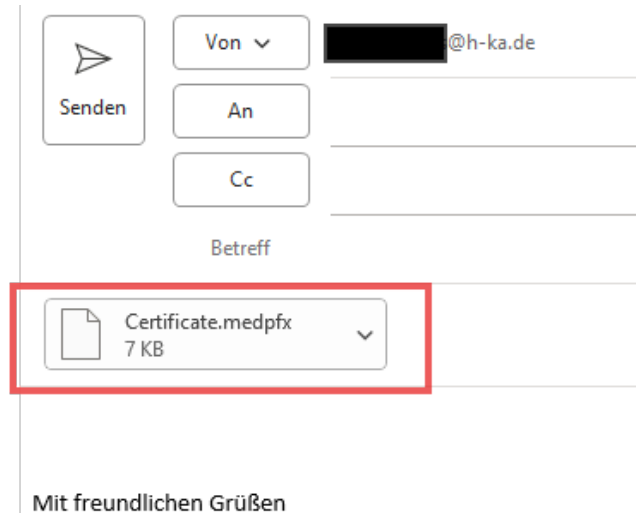 Von
@h-ka.de
Senden
An
Cc
Betreff
Certificate.medpfx
7 KB
Mit freundlichen Grüßen